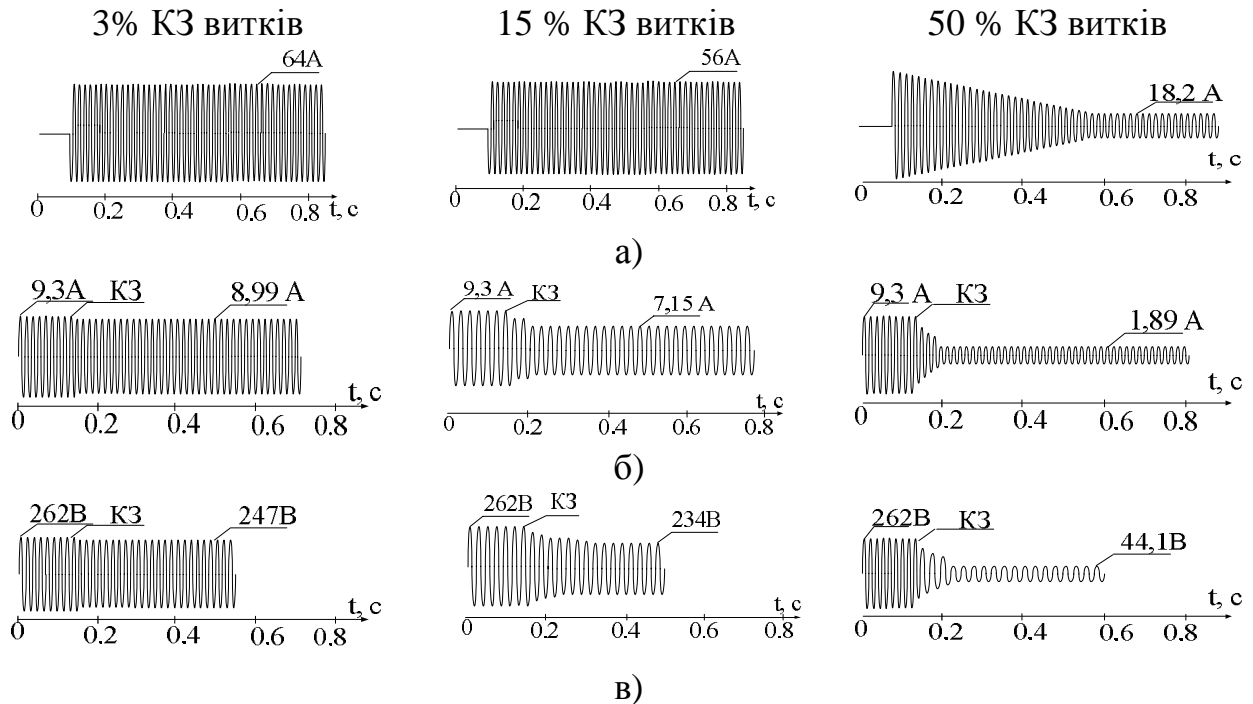 3% КЗ витків 15 % КЗ витків 50 % КЗ витків
64А 56А 18,2 А
0 0.2 0.4 0.6 0.8 t, с 0 0.2 0.4 0.6 0.8 t, с 0 0.2 0.4 0.6 0.8 t, с
а)
9,3А КЗ 8,99 А 9,3 А КЗ 7,15 А 9,3 А КЗ 1,89 А
0 0.2 0.4 0.6 0.8 t, с 0 0.2 0.4 0.6 0.8 t, с 0 0.2 0.4 0.6 0.8 t, с
б)
262В КЗ 247В 262В КЗ 234В 262В КЗ 44,1В
0 0.2 0.4 0.6 0.8 t, с 0 0.2 0.4 0.6 0.8 t, с 0 0.2 0.4 0.6 0.8 t, с
в)